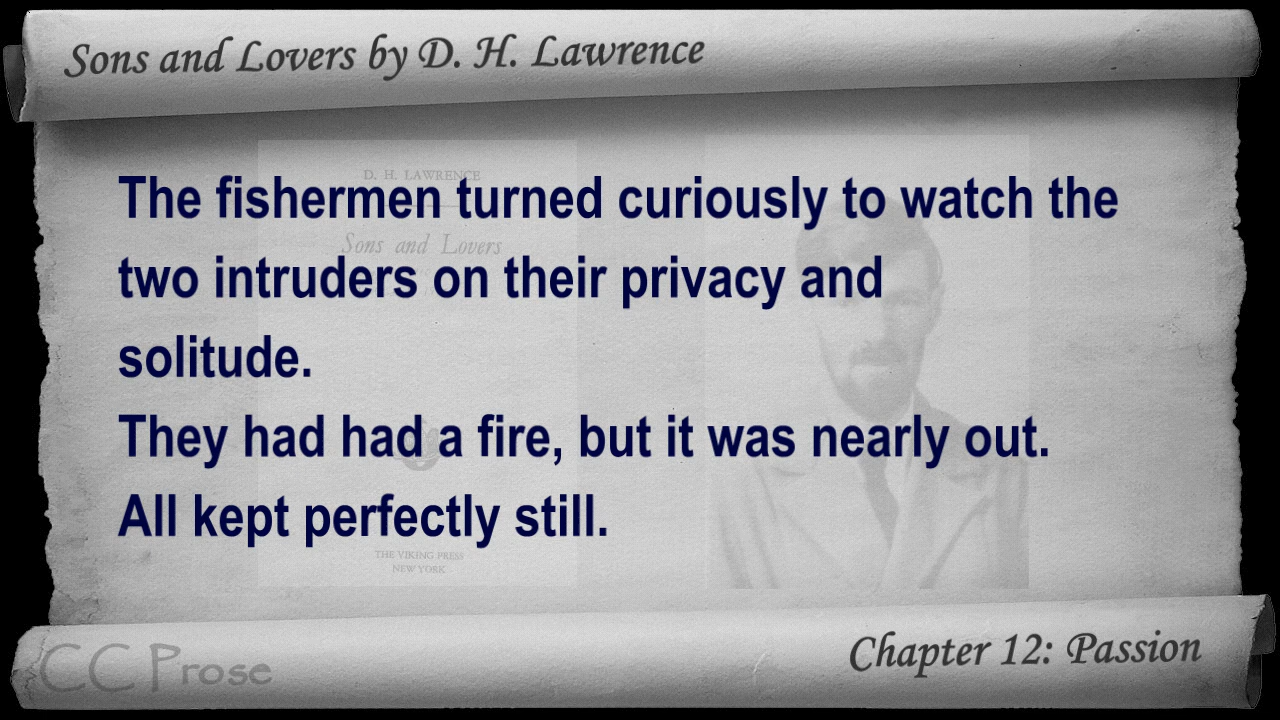 Sons and Lovers by D. H. Lawrence
D. H. LAWRENCE
The fishermen turned curiously to watch the
Sons and Lovers
two intruders on their privacy and
solitude.
They had had a fire, but it was nearly out.
All kept perfectly still.
THE VIKING PRESS
NEW YORK
CC Prose
Chapter 12: Passion